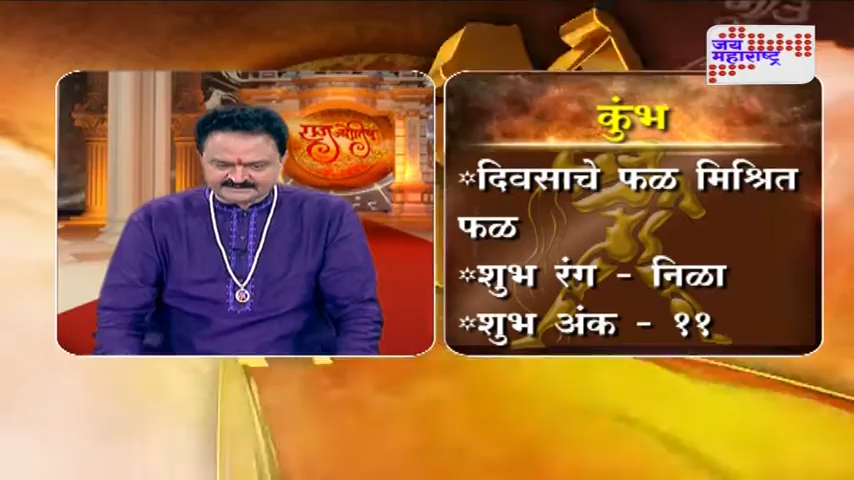 जय
महाराष्ट्र
राज ज्योतिष
कुंभ
*दिवसाचे फळ मिश्रित
फळ
*शुभ रंग - निळा
*शुभ अंक - ११